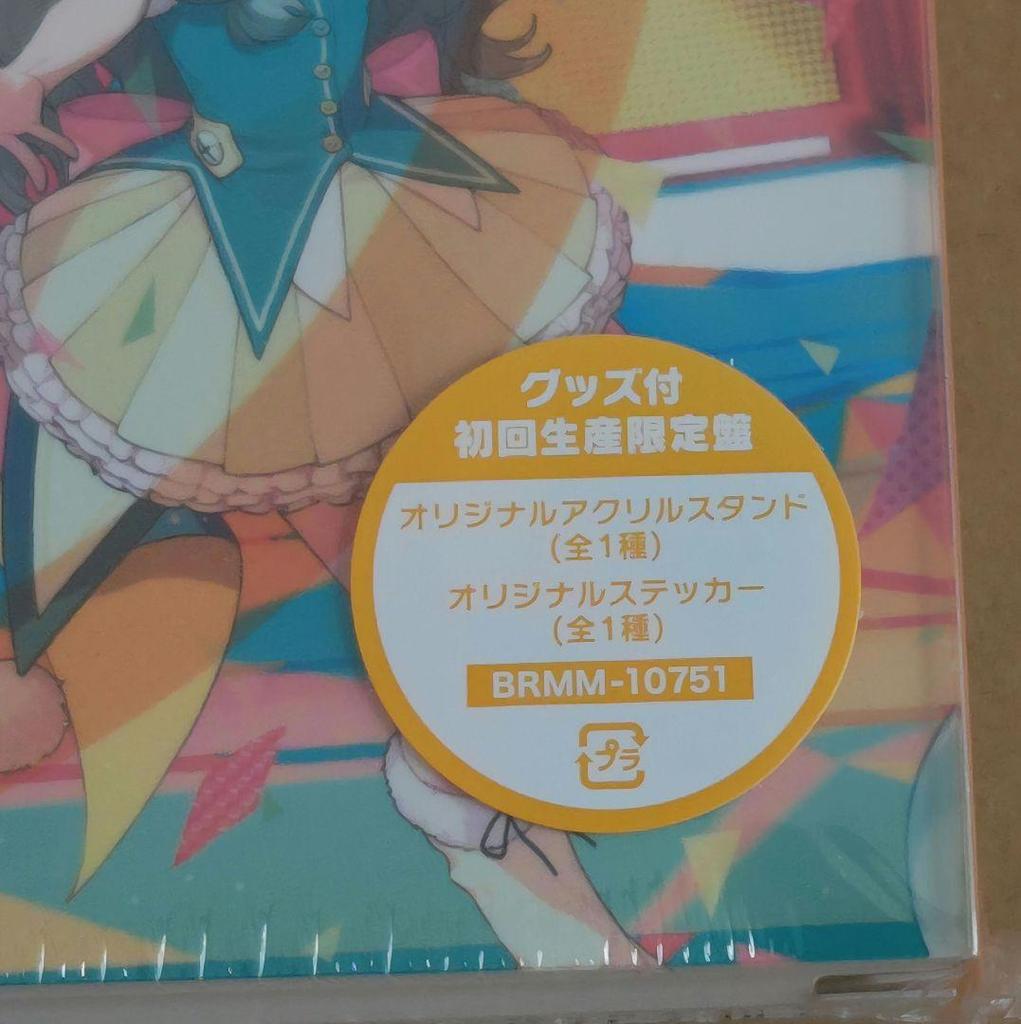 グッズ付
初回生産限定盤
オリジナルアクリルスタンド
(全1種)
オリジナルステッカー
(全1種)
BRMM-10751
プラ